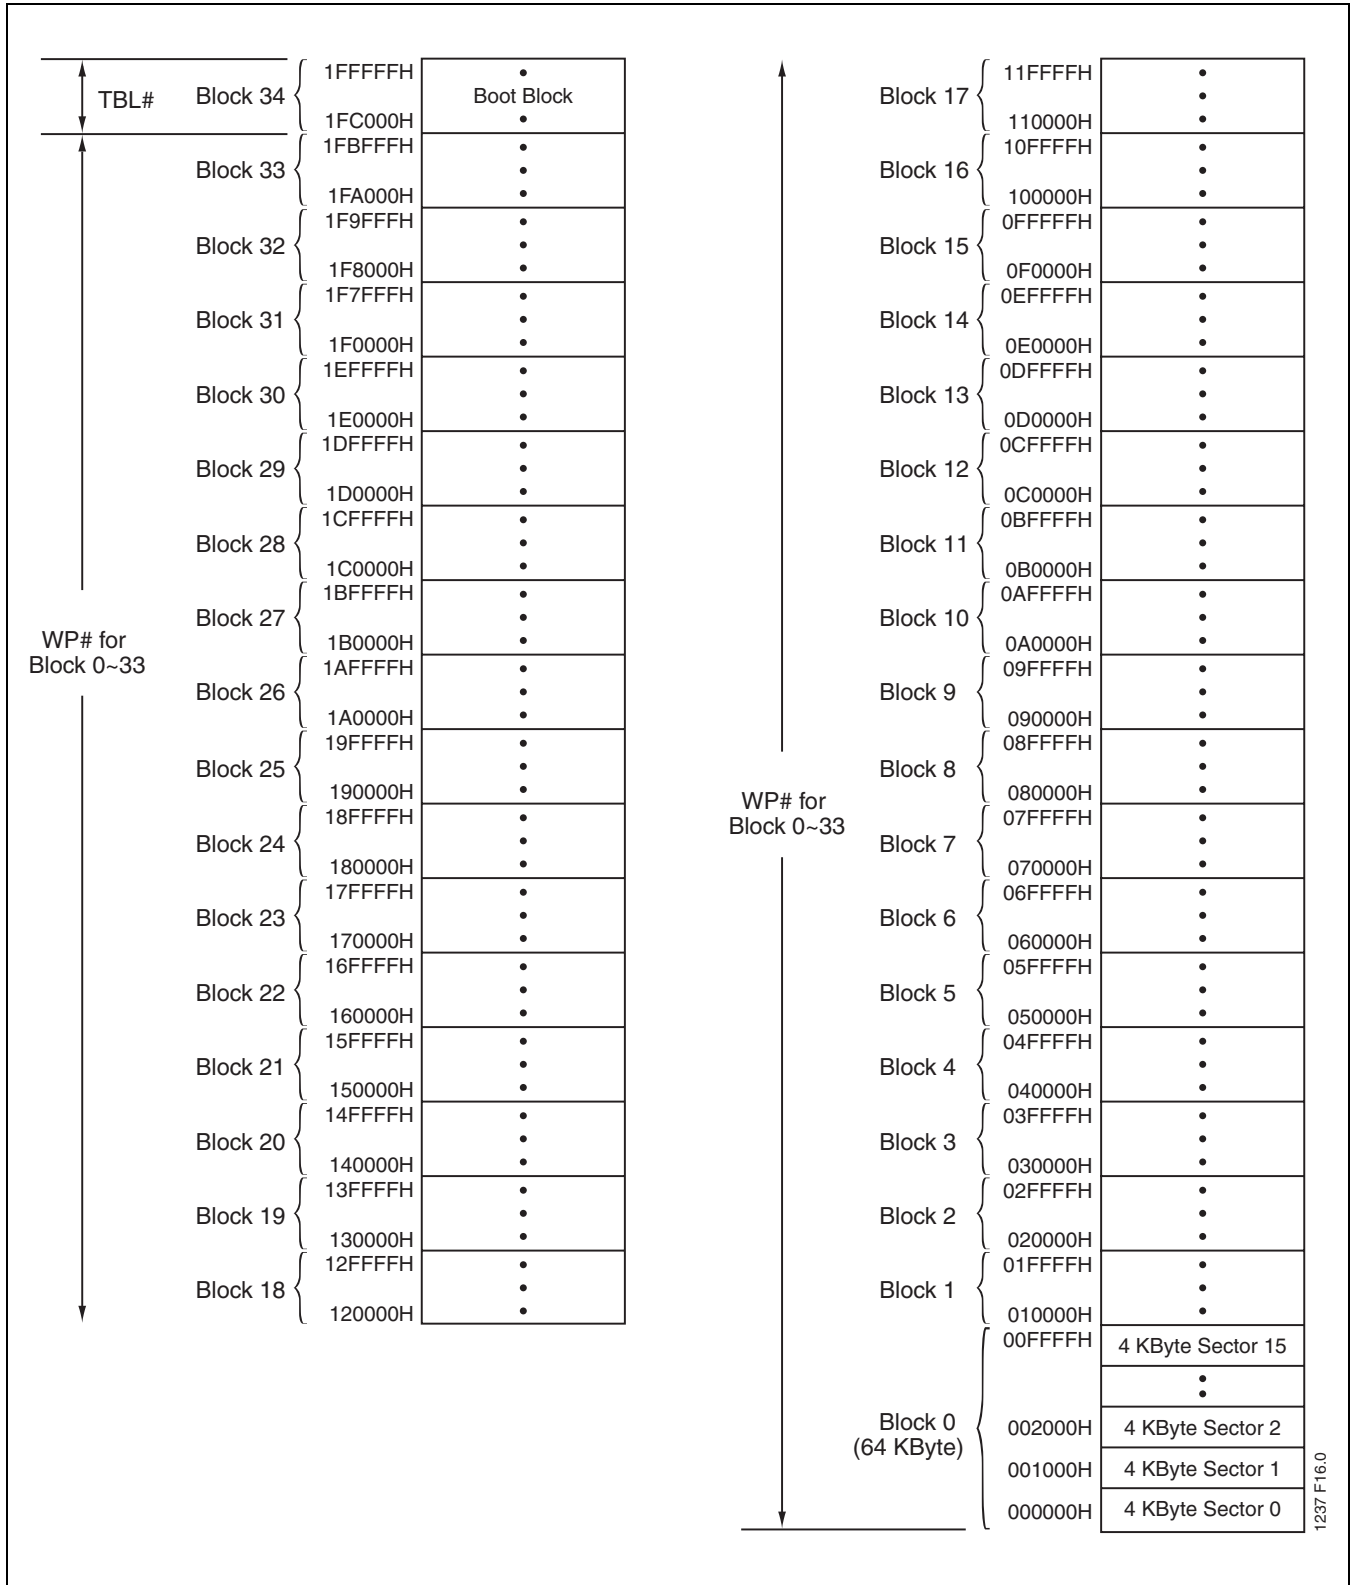 TBL#
Block 34
1FFFFFH
Boot Block
1FC000H
Block 33
1FBFFFH
1FA000H
Block 32
1F9FFFH
1F8000H
Block 31
1F7FFFH
1F0000H
Block 30
1EFFFFH
1E0000H
Block 29
1DFFFFH
1D0000H
Block 28
1CFFFFH
1C0000H
Block 27
1BFFFFH
1B0000H
WP# for
Block 0~33
Block 26
1AFFFFH
1A0000H
Block 25
19FFFFH
190000H
Block 24
18FFFFH
180000H
Block 23
17FFFFH
170000H
Block 22
16FFFFH
160000H
Block 21
15FFFFH
150000H
Block 20
14FFFFH
140000H
Block 19
13FFFFH
130000H
Block 18
12FFFFH
120000H
Block 17
11FFFFH
110000H
Block 16
10FFFFH
100000H
Block 15
0FFFFFH
0F0000H
Block 14
0EFFFFH
0E0000H
Block 13
0DFFFFH
0D0000H
Block 12
0CFFFFH
0C0000H
Block 11
0BFFFFH
0B0000H
Block 10
0AFFFFH
0A0000H
Block 9
09FFFFH
090000H
Block 8
08FFFFH
080000H
WP# for
Block 0~33
Block 7
07FFFFH
070000H
Block 6
06FFFFH
060000H
Block 5
05FFFFH
050000H
Block 4
04FFFFH
040000H
Block 3
03FFFFH
030000H
Block 2
02FFFFH
020000H
Block 1
01FFFFH
010000H
Block 0
(64 KByte)
00FFFFH
4 KByte Sector 15
002000H
4 KByte Sector 2
001000H
4 KByte Sector 1
000000H
4 KByte Sector 0
1237 F16.0